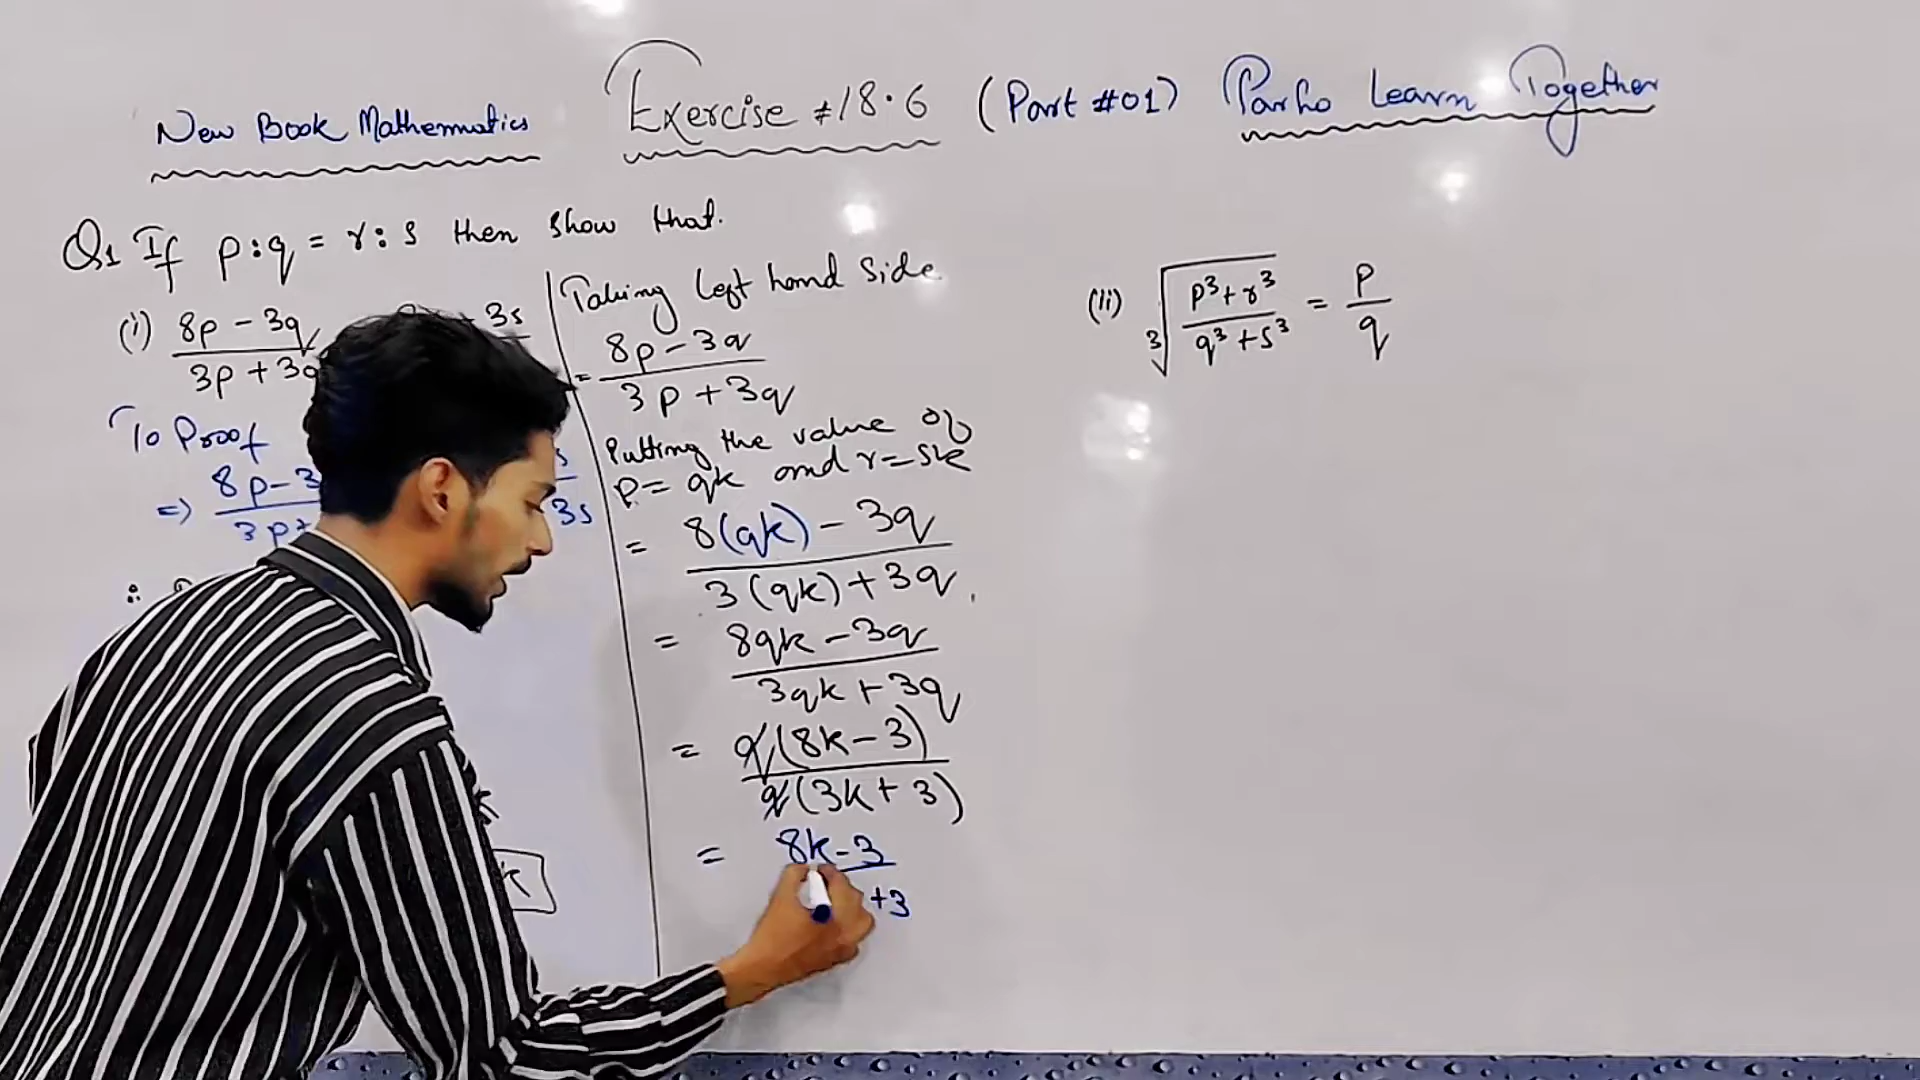 New Book Mathematics Exercise #18.6 (Part #01) Parho Learn Together
Q1 If p:q = r:s then show that.
(i) 8p - 3q 3s
3p + 3q
To Proof
=> 8p - 3 s
3p+ 3s
∴
Taking left hand side
= 8p - 3q
3p + 3q
Putting the value of
p = qk and r = sk
= 8(qk) - 3q
3(qk) + 3q
= 8qk - 3q
3qk + 3q
= q(8k - 3)
q(3k + 3)
= 8k - 3
+3
(ii) ³√ p³ + r³ = p
q³ + s³ q